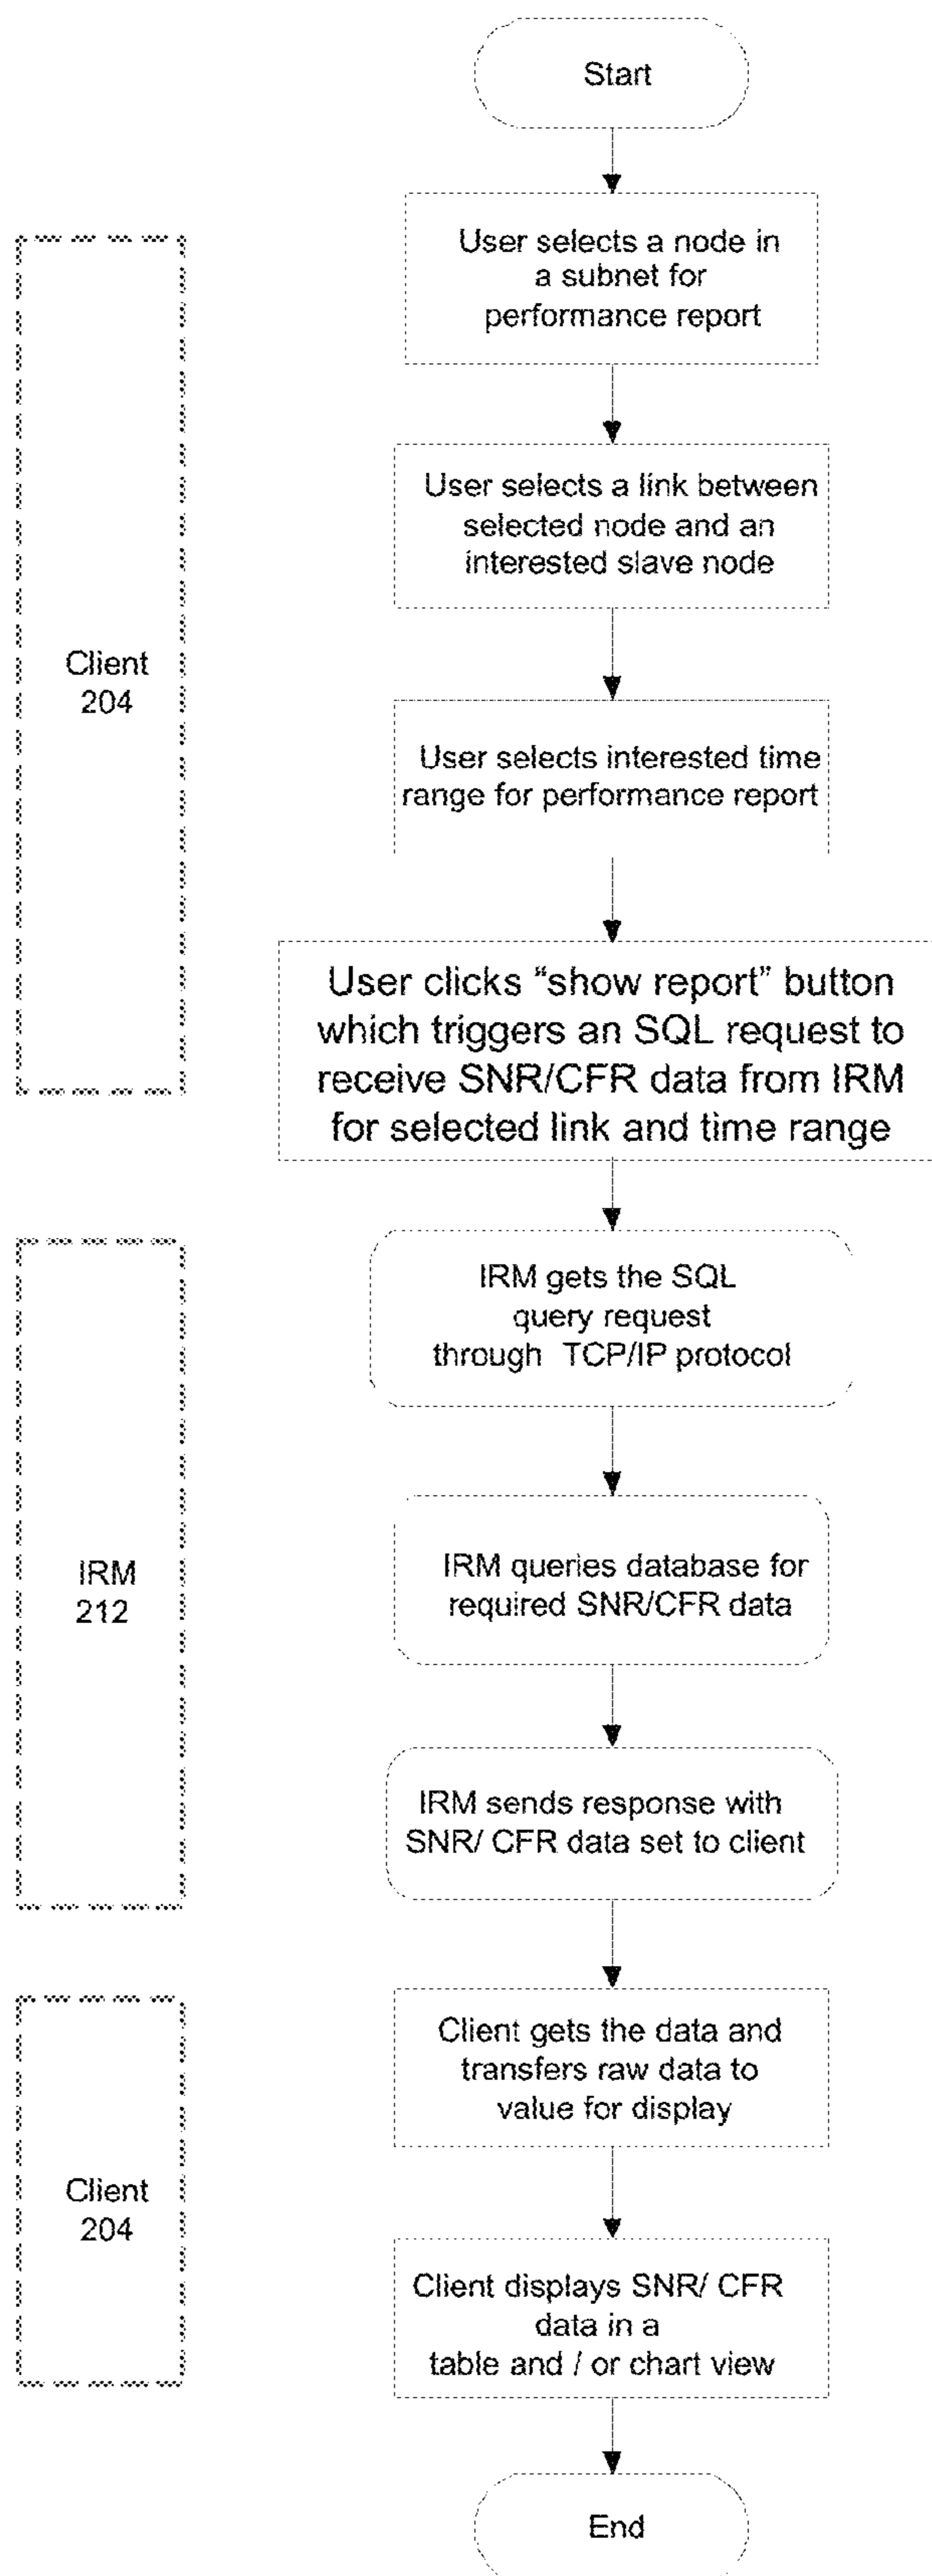 Start
User selects a node in
a subnet for
performance report
User selects a link between
selected node and an
interested slave node
Client
204
User selects interested time
range for performance report
User clicks “show report” button
which triggers an SQL request to
receive SNR/CFR data from IRM
for selected link and time range
IRM gets the SQL
query request
through TCP/IP protocol
IRM queries database for
required SNR/CFR data
IRM
212
IRM sends response with
SNR/ CFR data set to client
Client gets the data and
transfers raw data to
value for display
Client
204
Client displays SNR/ CFR
data in a
table and / or chart view
End